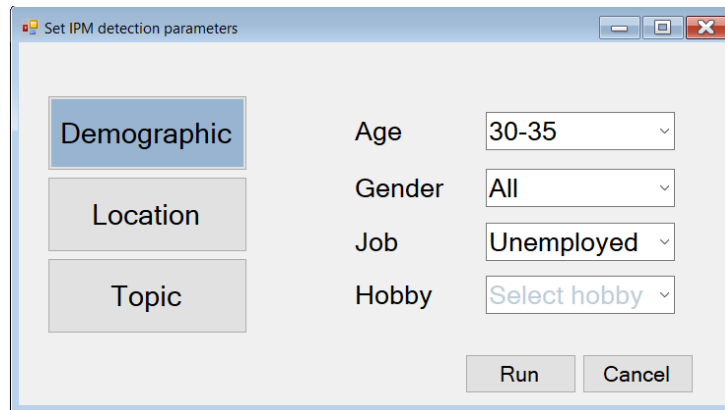 Set IPM detection parameters
Demographic
Location
Topic
Age 30-35
Gender All
Job Unemployed
Hobby Select hobby
Run Cancel